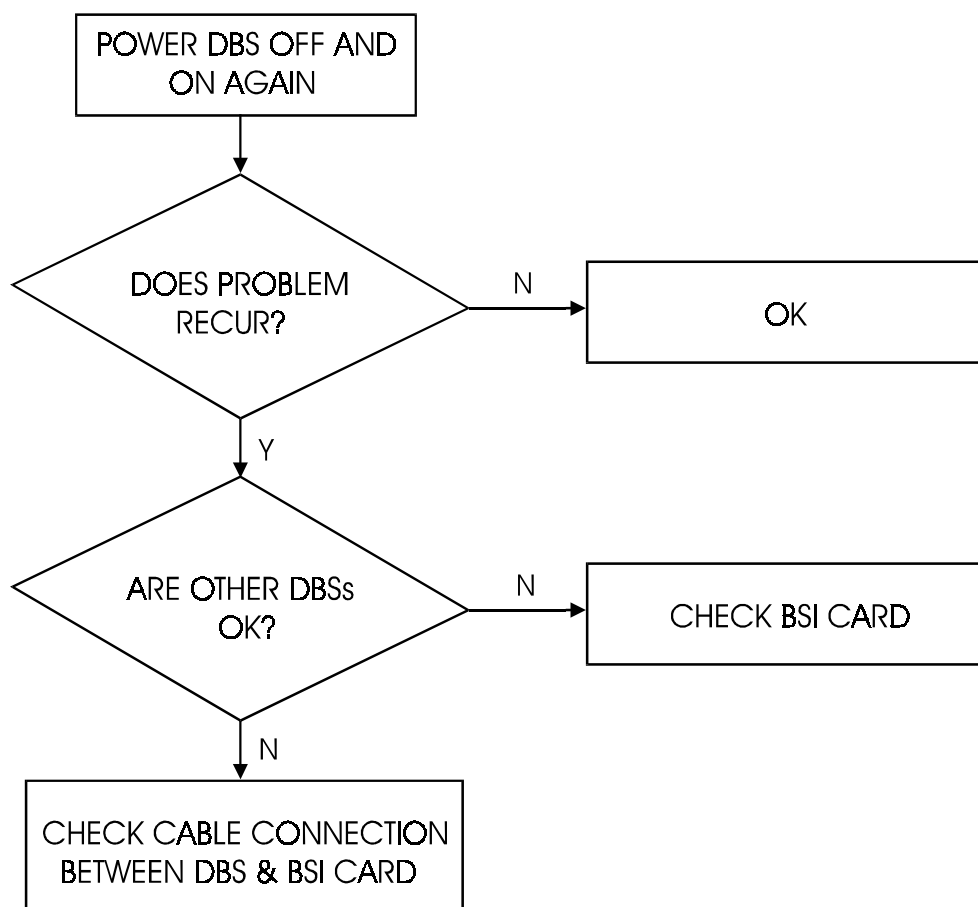 POWER DBS OFF AND
ON AGAIN
DOES PROBLEM
RECUR?
N
OK
Y
ARE OTHER DBSs
OK?
N
CHECK BSI CARD
N
CHECK CABLE CONNECTION
BETWEEN DBS & BSI CARD